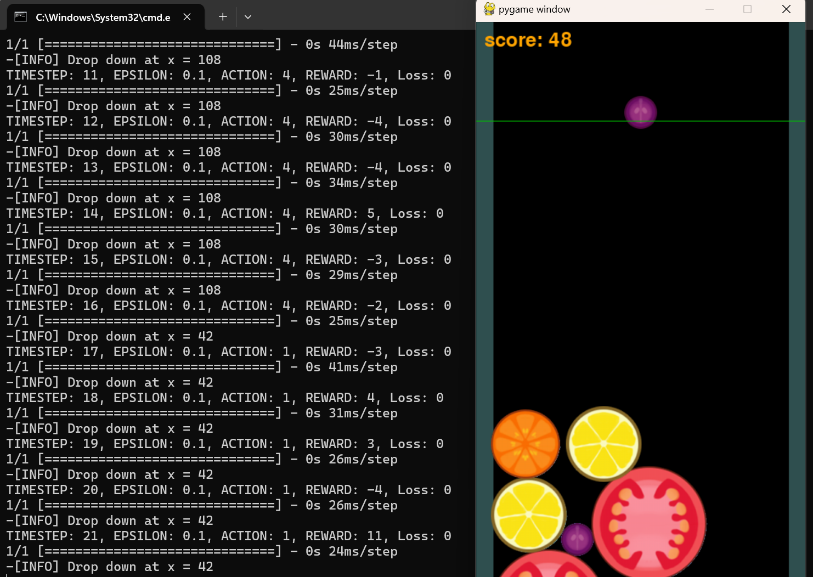 C:\Windows\System32\cmd.e
1/1 [==============================] - 0s 44ms/step
-[INFO] Drop down at x = 108
TIMESTEP: 11, EPSILON: 0.1, ACTION: 4, REWARD: -1, Loss: 0
1/1 [==============================] - 0s 25ms/step
-[INFO] Drop down at x = 108
TIMESTEP: 12, EPSILON: 0.1, ACTION: 4, REWARD: -4, Loss: 0
1/1 [==============================] - 0s 30ms/step
-[INFO] Drop down at x = 108
TIMESTEP: 13, EPSILON: 0.1, ACTION: 4, REWARD: -4, Loss: 0
1/1 [==============================] - 0s 34ms/step
-[INFO] Drop down at x = 108
TIMESTEP: 14, EPSILON: 0.1, ACTION: 4, REWARD: 5, Loss: 0
1/1 [==============================] - 0s 30ms/step
-[INFO] Drop down at x = 108
TIMESTEP: 15, EPSILON: 0.1, ACTION: 4, REWARD: -3, Loss: 0
1/1 [==============================] - 0s 29ms/step
-[INFO] Drop down at x = 108
TIMESTEP: 16, EPSILON: 0.1, ACTION: 4, REWARD: -2, Loss: 0
1/1 [==============================] - 0s 25ms/step
-[INFO] Drop down at x = 42
TIMESTEP: 17, EPSILON: 0.1, ACTION: 1, REWARD: -3, Loss: 0
1/1 [==============================] - 0s 41ms/step
-[INFO] Drop down at x = 42
TIMESTEP: 18, EPSILON: 0.1, ACTION: 1, REWARD: 4, Loss: 0
1/1 [==============================] - 0s 31ms/step
-[INFO] Drop down at x = 42
TIMESTEP: 19, EPSILON: 0.1, ACTION: 1, REWARD: 3, Loss: 0
1/1 [==============================] - 0s 26ms/step
-[INFO] Drop down at x = 42
TIMESTEP: 20, EPSILON: 0.1, ACTION: 1, REWARD: -4, Loss: 0
1/1 [==============================] - 0s 26ms/step
-[INFO] Drop down at x = 42
TIMESTEP: 21, EPSILON: 0.1, ACTION: 1, REWARD: 11, Loss: 0
1/1 [==============================] - 0s 24ms/step
-[INFO] Drop down at x = 42
pygame window
score: 48